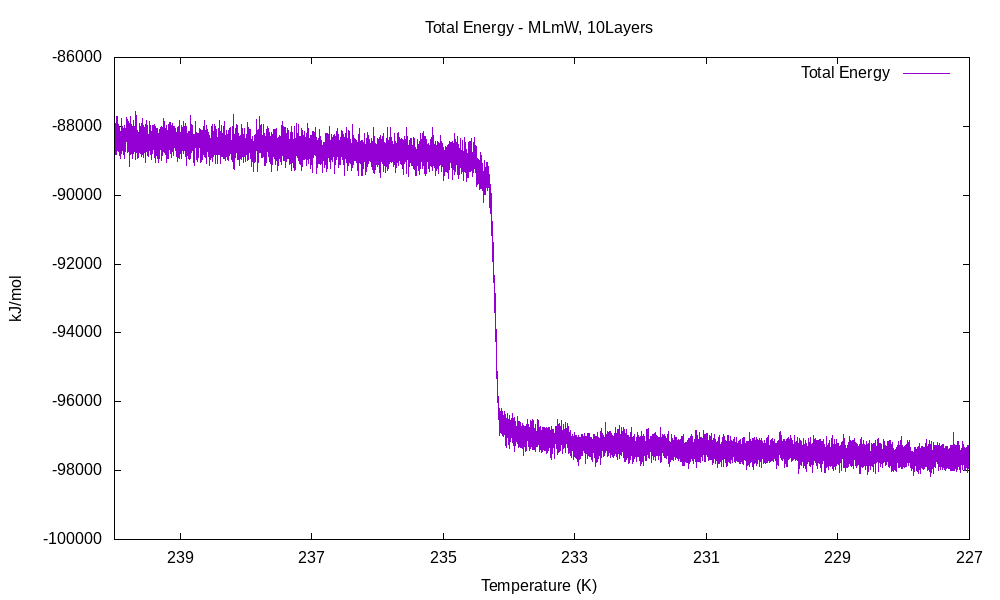 Total Energy - MLmW, 10Layers
Total Energy
-86000
-88000
-90000
-92000
-94000
-96000
-98000
-100000
kJ/mol
239 237 235 233 231 229 227
Temperature (K)